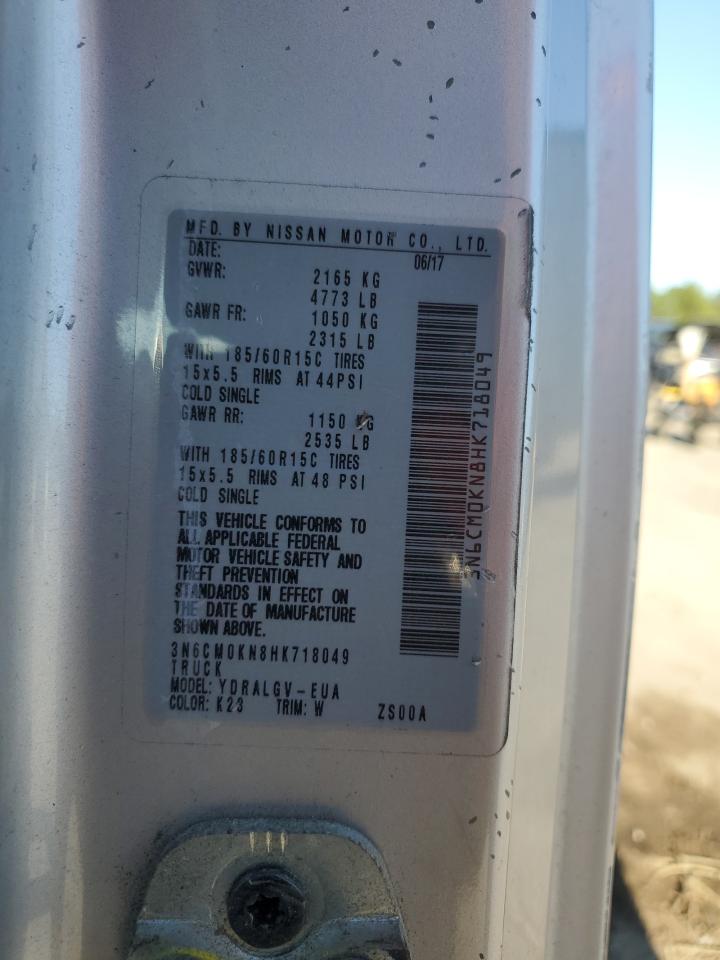 MFD. BY NISSAN MOTOR CO., LTD.
DATE: 06/17
GVWR: 2165 KG
4773 LB
GAWR FR: 1050 KG
2315 LB
WITH 185/60R15C TIRES
15x5.5 RIMS AT 44PSI
COLD SINGLE
GAWR RR: 1150 KG
2535 LB
WITH 185/60R15C TIRES
15x5.5 RIMS AT 48 PSI
COLD SINGLE
THIS VEHICLE CONFORMS TO
ALL APPLICABLE FEDERAL
MOTOR VEHICLE SAFETY AND
THEFT PREVENTION
STANDARDS IN EFFECT ON
THE DATE OF MANUFACTURE
SHOWN ABOVE.
3N6CM0KN8HK718049
TRUCK
MODEL: YDRALGV-EUA
COLOR: K23 TRIM: W ZS00A
3N6CM0KN8HK718049